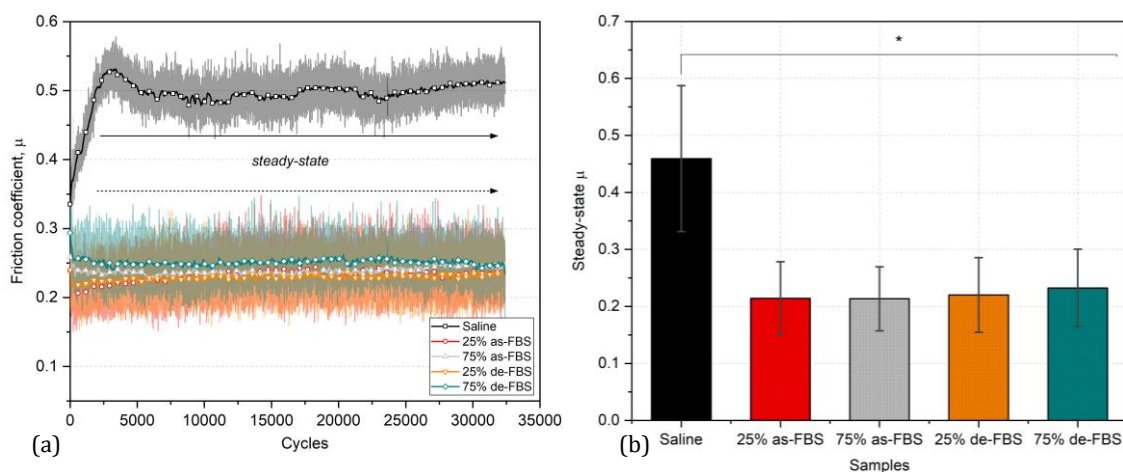 0.6
0.5
0.4
0.3
0.2
0.1
Friction coefficient, μ
steady-state
Saline
25% as-FBS
75% as-FBS
25% de-FBS
75% de-FBS
0 5000 10000 15000 20000 25000 30000 35000
Cycles
(a)
0.7
0.6
0.5
0.4
0.3
0.2
0.1
0.0
Steady-state μ
*
Saline 25% as-FBS 75% as-FBS 25% de-FBS 75% de-FBS
Samples
(b)